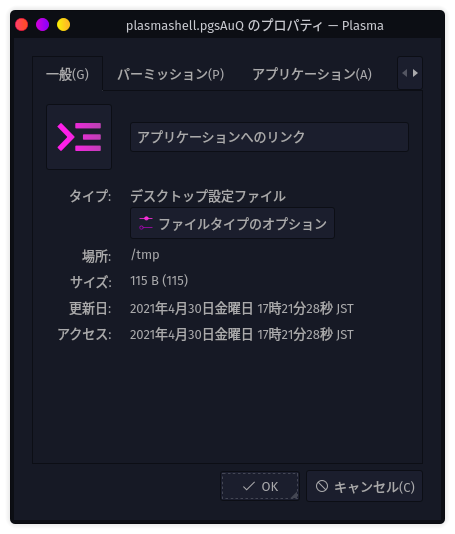 plasmashell.pgsAuQ のプロパティ — Plasma
一般(G) パーミッション(P) アプリケーション(A)
アプリケーションへのリンク
タイプ: デスクトップ設定ファイル
ファイルタイプのオプション
場所: /tmp
サイズ: 115 B (115)
更新日: 2021年4月30日金曜日 17時21分28秒 JST
アクセス: 2021年4月30日金曜日 17時21分28秒 JST
OK キャンセル(C)